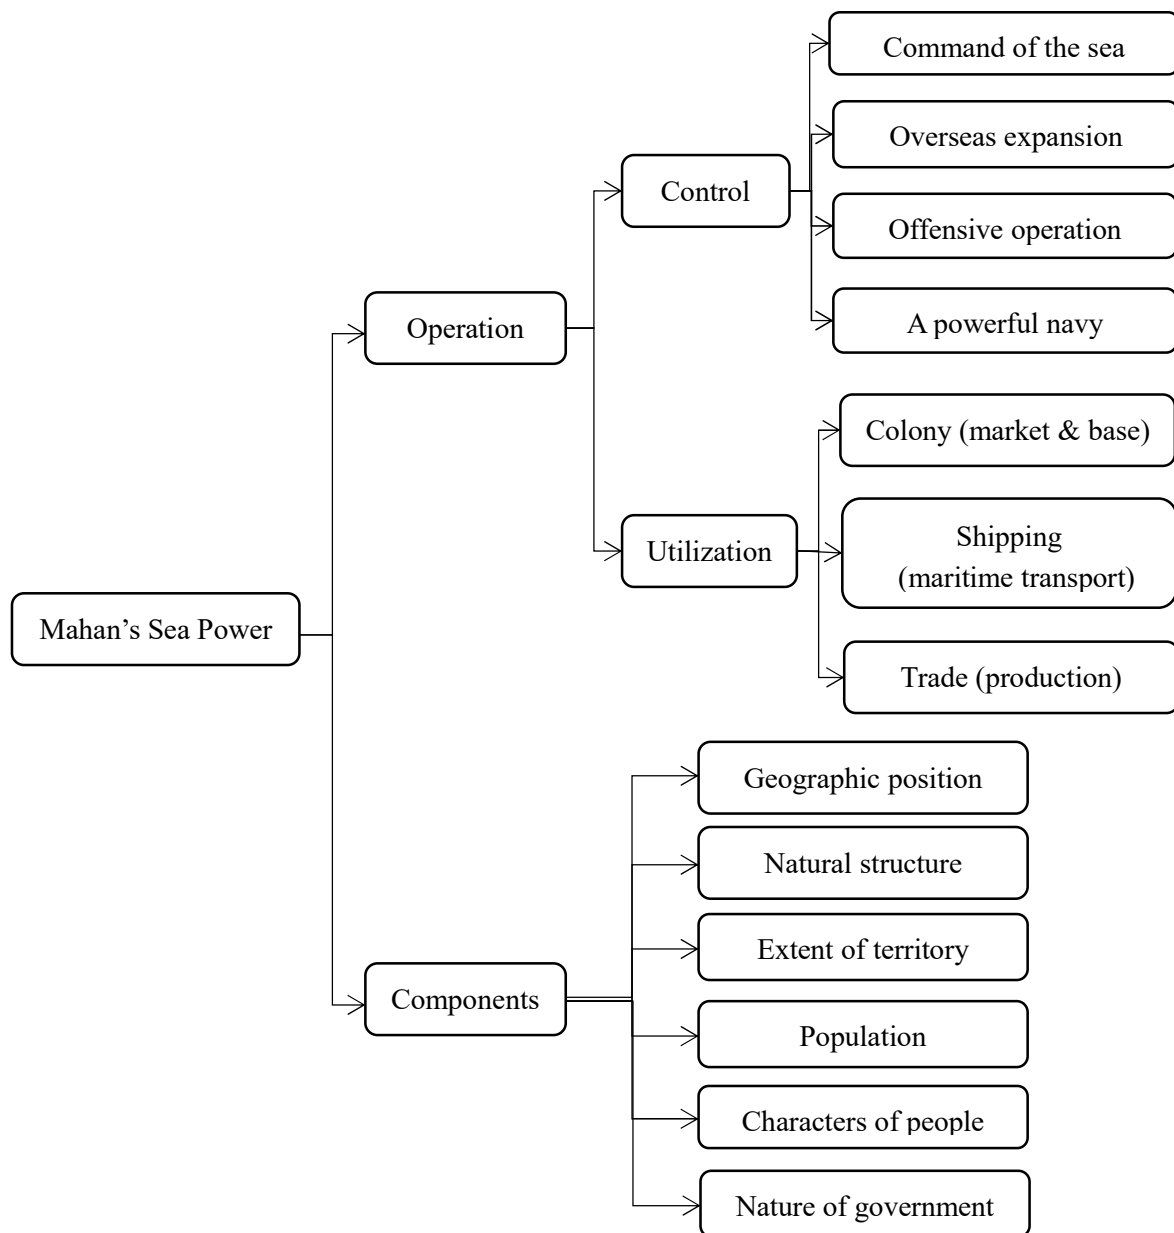 Command of the sea
Overseas expansion
Control
Offensive operation
A powerful navy
Operation
Colony (market & base)
Shipping
(maritime transport)
Utilization
Trade (production)
Mahan’s Sea Power
Geographic position
Natural structure
Extent of territory
Components
Population
Characters of people
Nature of government